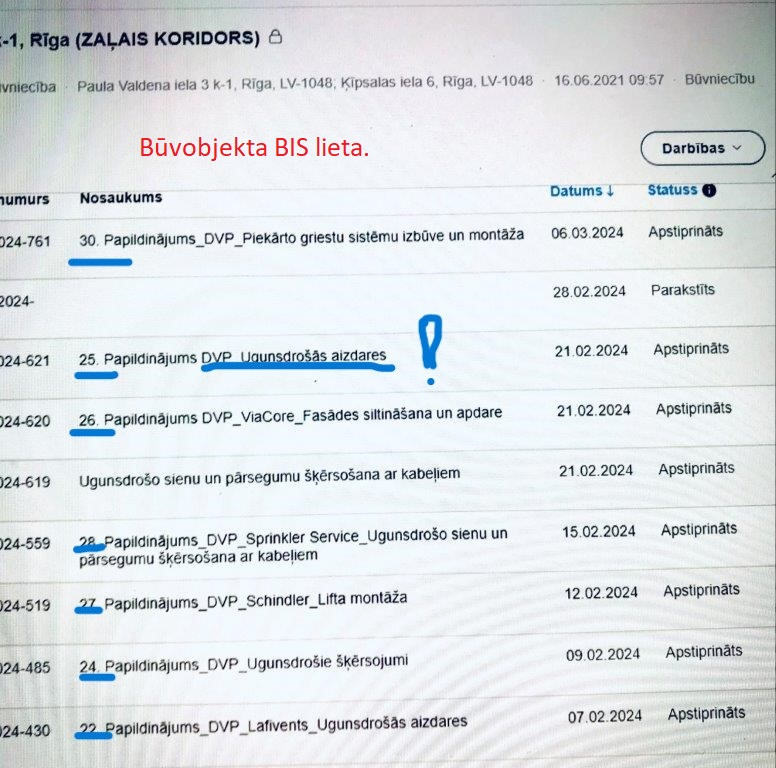 k-1, Rīga (ZAĻAIS KORIDORS)
Paula Valdena iela 3 k-1, Rīga, LV-1048; Ķīpsalas iela 6, Rīga, LV-1048 · 16.06.2021 09:57 · Būvniecību
Būvobjekta BIS lieta.
Darbības
numurs Nosaukums Datums ↓ Statuss
024-761 30. Papildinājums_DVP_Piekārto griestu sistēmu izbūve un montāža 06.03.2024 Apstiprināts
2024- 28.02.2024 Parakstīts
024-621 25. Papildinājums DVP_Ugunsdrošās aizdares 21.02.2024 Apstiprināts
!
024-620 26. Papildinājums DVP_ViaCore_Fasādes siltināšana un apdare 21.02.2024 Apstiprināts
024-619 Ugunsdrošo sienu un pārsegumu šķērsošana ar kabeļiem 21.02.2024 Apstiprināts
024-559 28. Papildinājums_DVP_Sprinkler Service_Ugunsdrošo sienu un 15.02.2024 Apstiprināts
pārsegumu šķērsošana ar kabeļiem
024-519 27. Papildinājums_DVP_Schindler_Lifta montāža 12.02.2024 Apstiprināts
024-485 24. Papildinājums_DVP_Ugunsdrošie šķērsojumi 09.02.2024 Apstiprināts
024-430 22. Papildinājums_DVP_Lafivents_Ugunsdrošās aizdares 07.02.2024 Apstiprināts